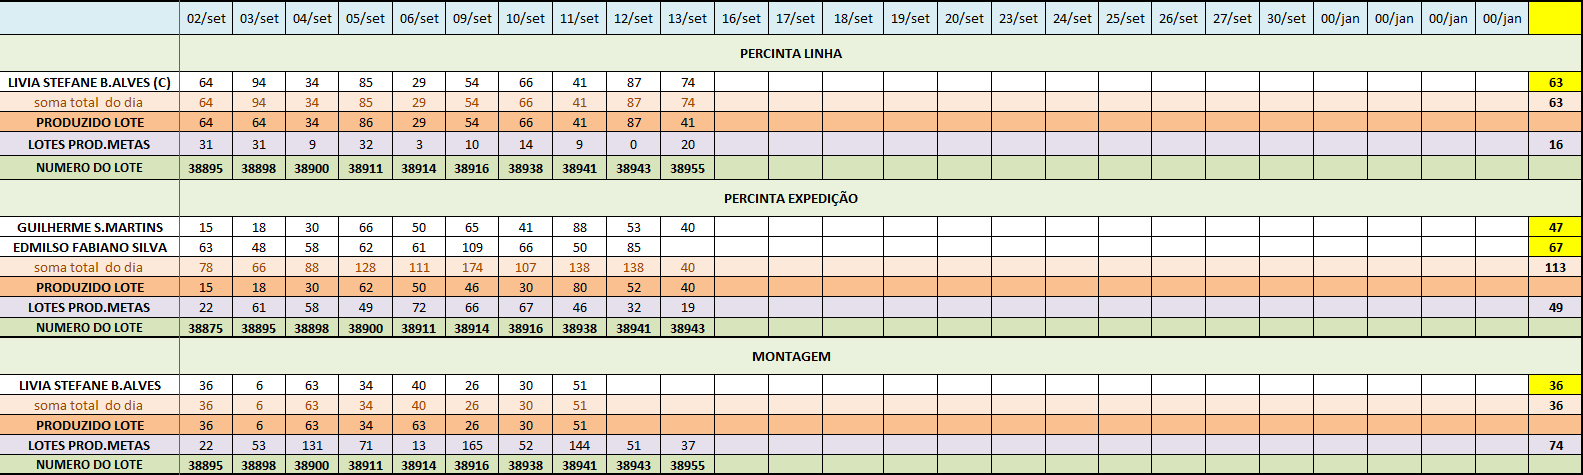 02/set 03/set 04/set 05/set 06/set 09/set 10/set 11/set 12/set 13/set 16/set 17/set 18/set 19/set 20/set 23/set 24/set 25/set 26/set 27/set 30/set 00/jan 00/jan 00/jan 00/jan
PERCINTA LINHA
LIVIA STEFANE B.ALVES (C) 64 94 34 85 29 54 66 41 87 74 63
soma total do dia 64 94 34 85 29 54 66 41 87 74 63
PRODUZIDO LOTE 64 64 34 86 29 54 66 41 87 41
LOTES PROD.METAS 31 31 9 32 3 10 14 9 0 20 16
NUMERO DO LOTE 38895 38898 38900 38911 38914 38916 38938 38941 38943 38955
PERCINTA EXPEDIÇÃO
GUILHERME S.MARTINS 15 18 30 66 50 65 41 88 53 40 47
EDMILSO FABIANO SILVA 63 48 58 62 61 109 66 50 85 67
soma total do dia 78 66 88 128 111 174 107 138 138 40 113
PRODUZIDO LOTE 15 18 30 62 50 46 30 80 52 40
LOTES PROD.METAS 22 61 58 49 72 66 67 46 32 19 49
NUMERO DO LOTE 38875 38895 38898 38900 38911 38914 38916 38938 38941 38943
MONTAGEM
LIVIA STEFANE B.ALVES 36 6 63 34 40 26 30 51 36
soma total do dia 36 6 63 34 40 26 30 51 36
PRODUZIDO LOTE 36 6 63 34 63 26 30 51
LOTES PROD.METAS 22 53 131 71 13 165 52 144 51 37 74
NUMERO DO LOTE 38895 38898 38900 38911 38914 38916 38938 38941 38943 38955